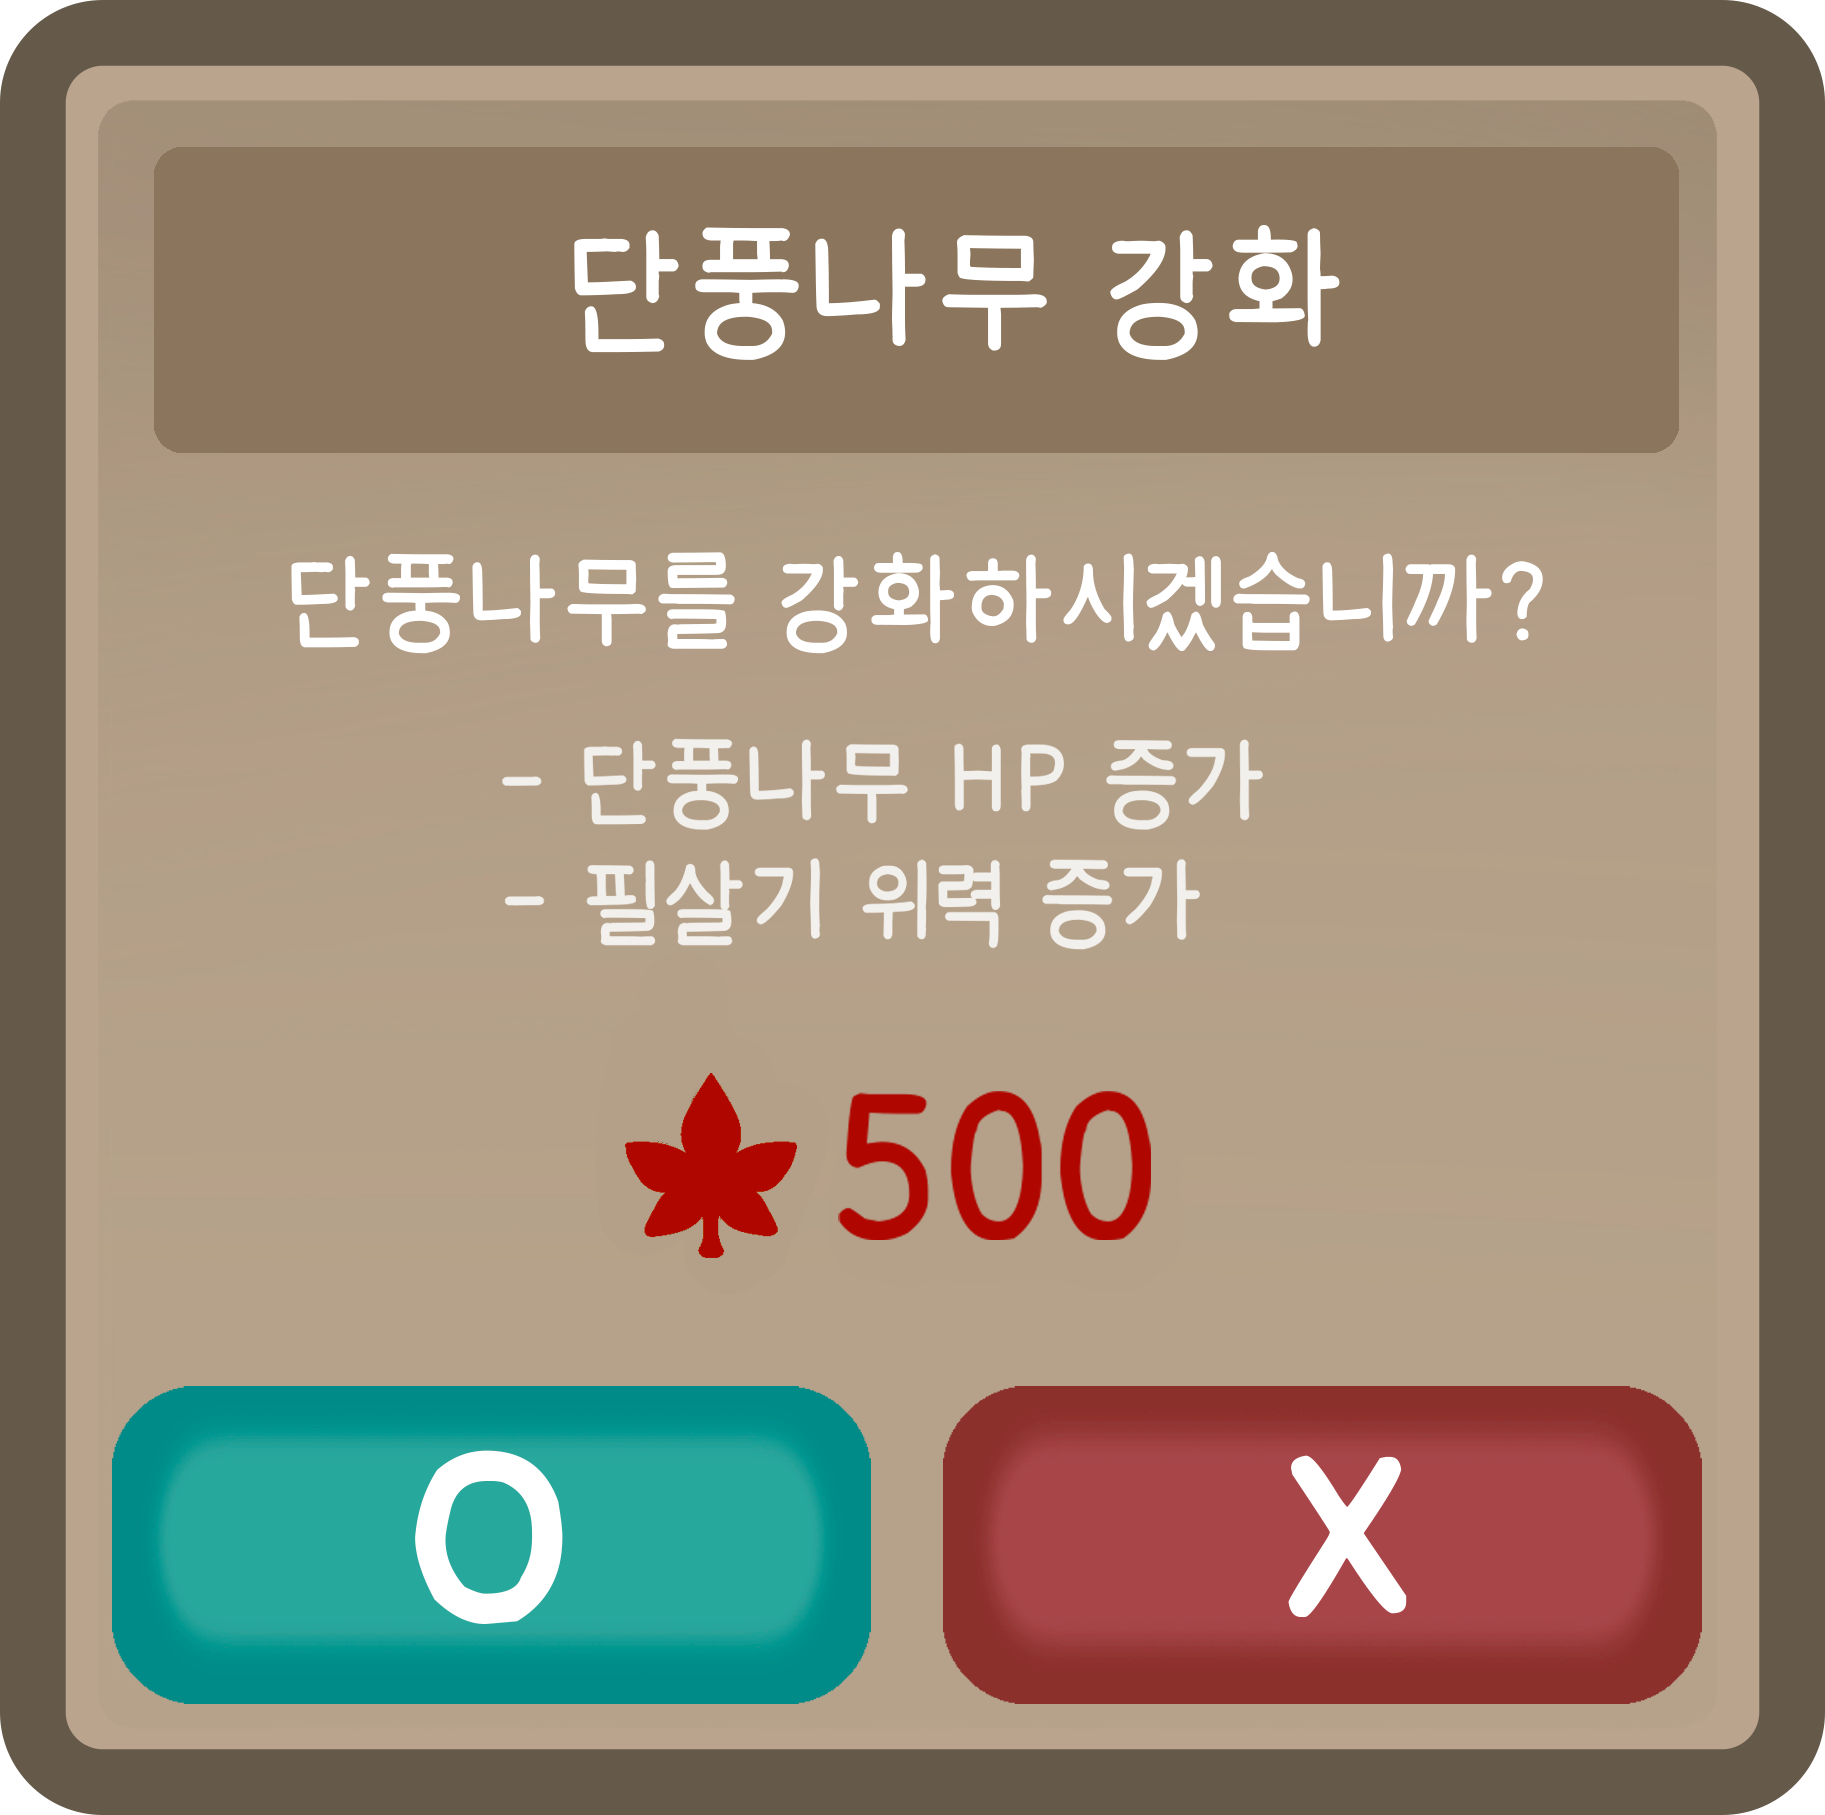 단풍나무 강화
단풍나무를 강화하시겠습니까?
- 단풍나무 HP 증가
- 필살기 위력 증가
500
O X